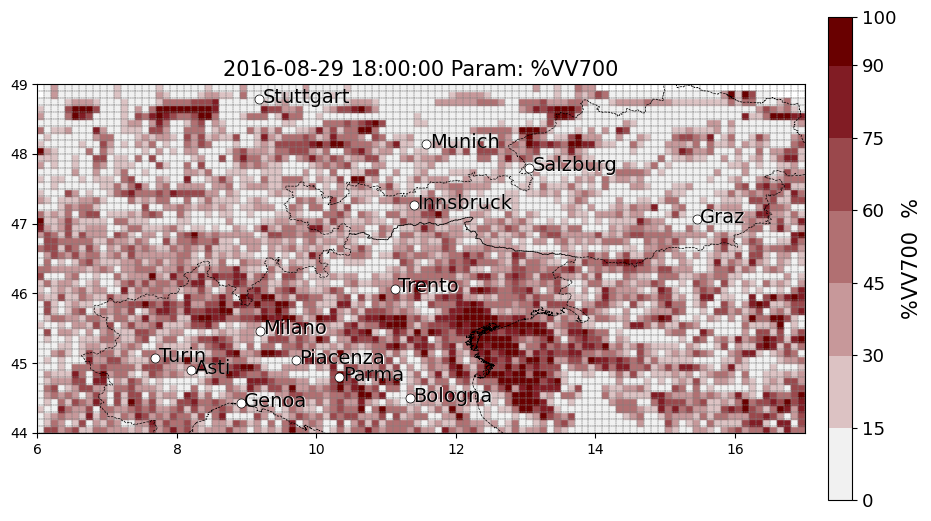 2016-08-29 18:00:00 Param: %VV700
100
90
75
60
45
30
15
0
%VV700 %
49
48
47
46
45
44
6
8
10
12
14
16
Stuttgart
Munich
Salzburg
Innsbruck
Graz
Trento
Milano
Turin
Piacenza
Asti
Parma
Genoa
Bologna